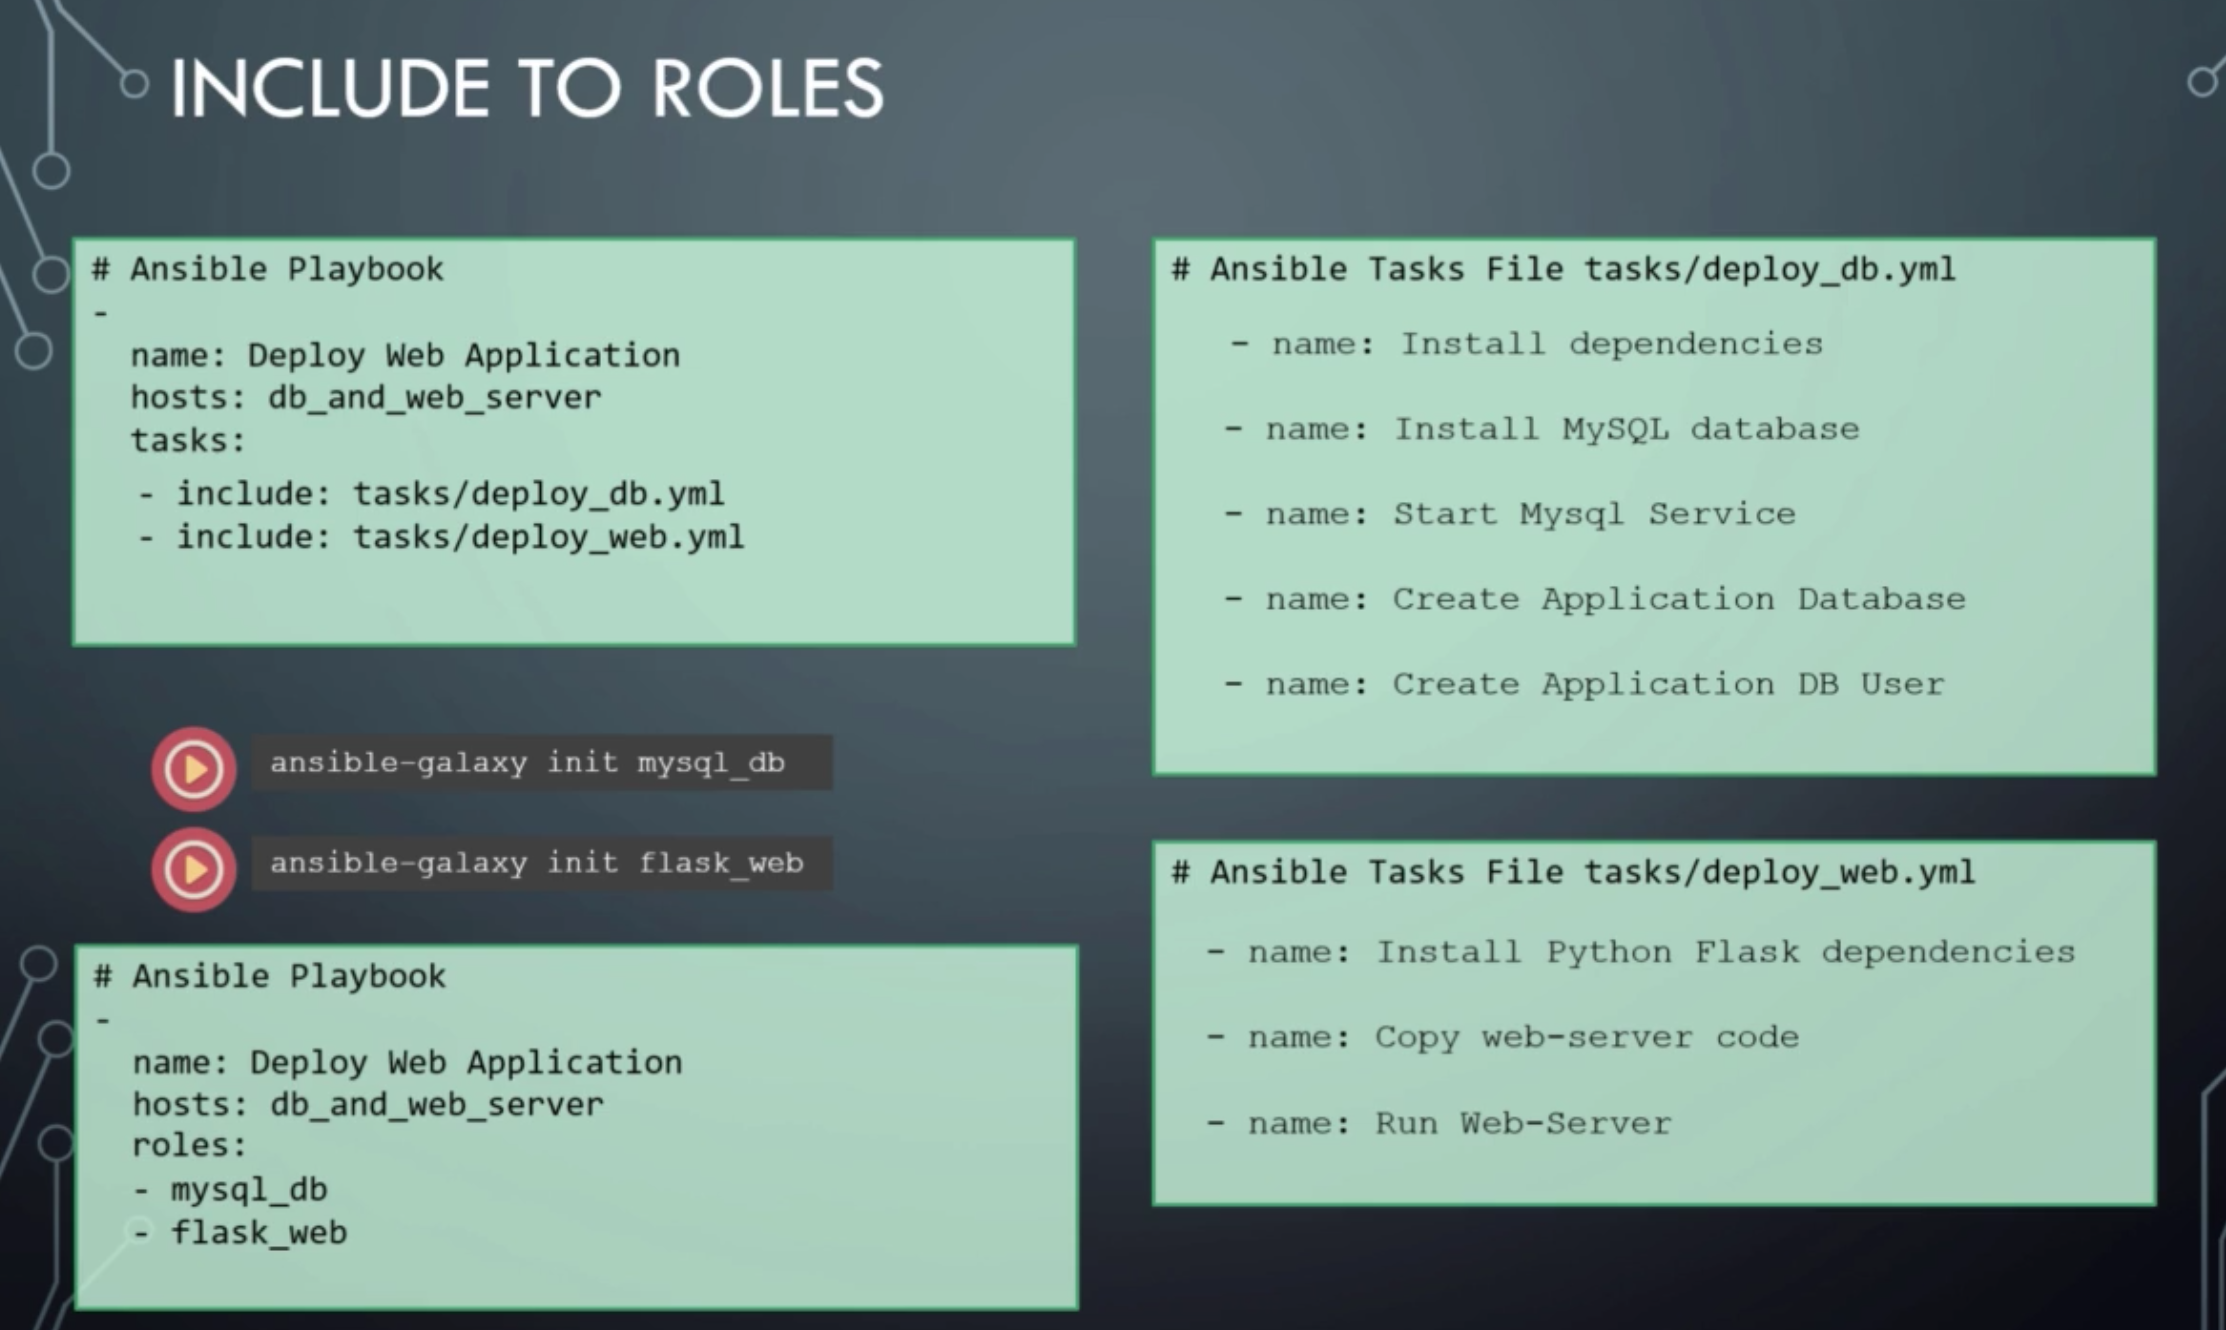 INCLUDE TO ROLES
# Ansible Playbook
-
name: Deploy Web Application
hosts: db_and_web_server
tasks:
- include: tasks/deploy_db.yml
- include: tasks/deploy_web.yml
ansible-galaxy init mysql_db
ansible-galaxy init flask_web
# Ansible Playbook
-
name: Deploy Web Application
hosts: db_and_web_server
roles:
- mysql_db
- flask_web
# Ansible Tasks File tasks/deploy_db.yml
- name: Install dependencies
- name: Install MySQL database
- name: Start Mysql Service
- name: Create Application Database
- name: Create Application DB User
# Ansible Tasks File tasks/deploy_web.yml
- name: Install Python Flask dependencies
- name: Copy web-server code
- name: Run Web-Server